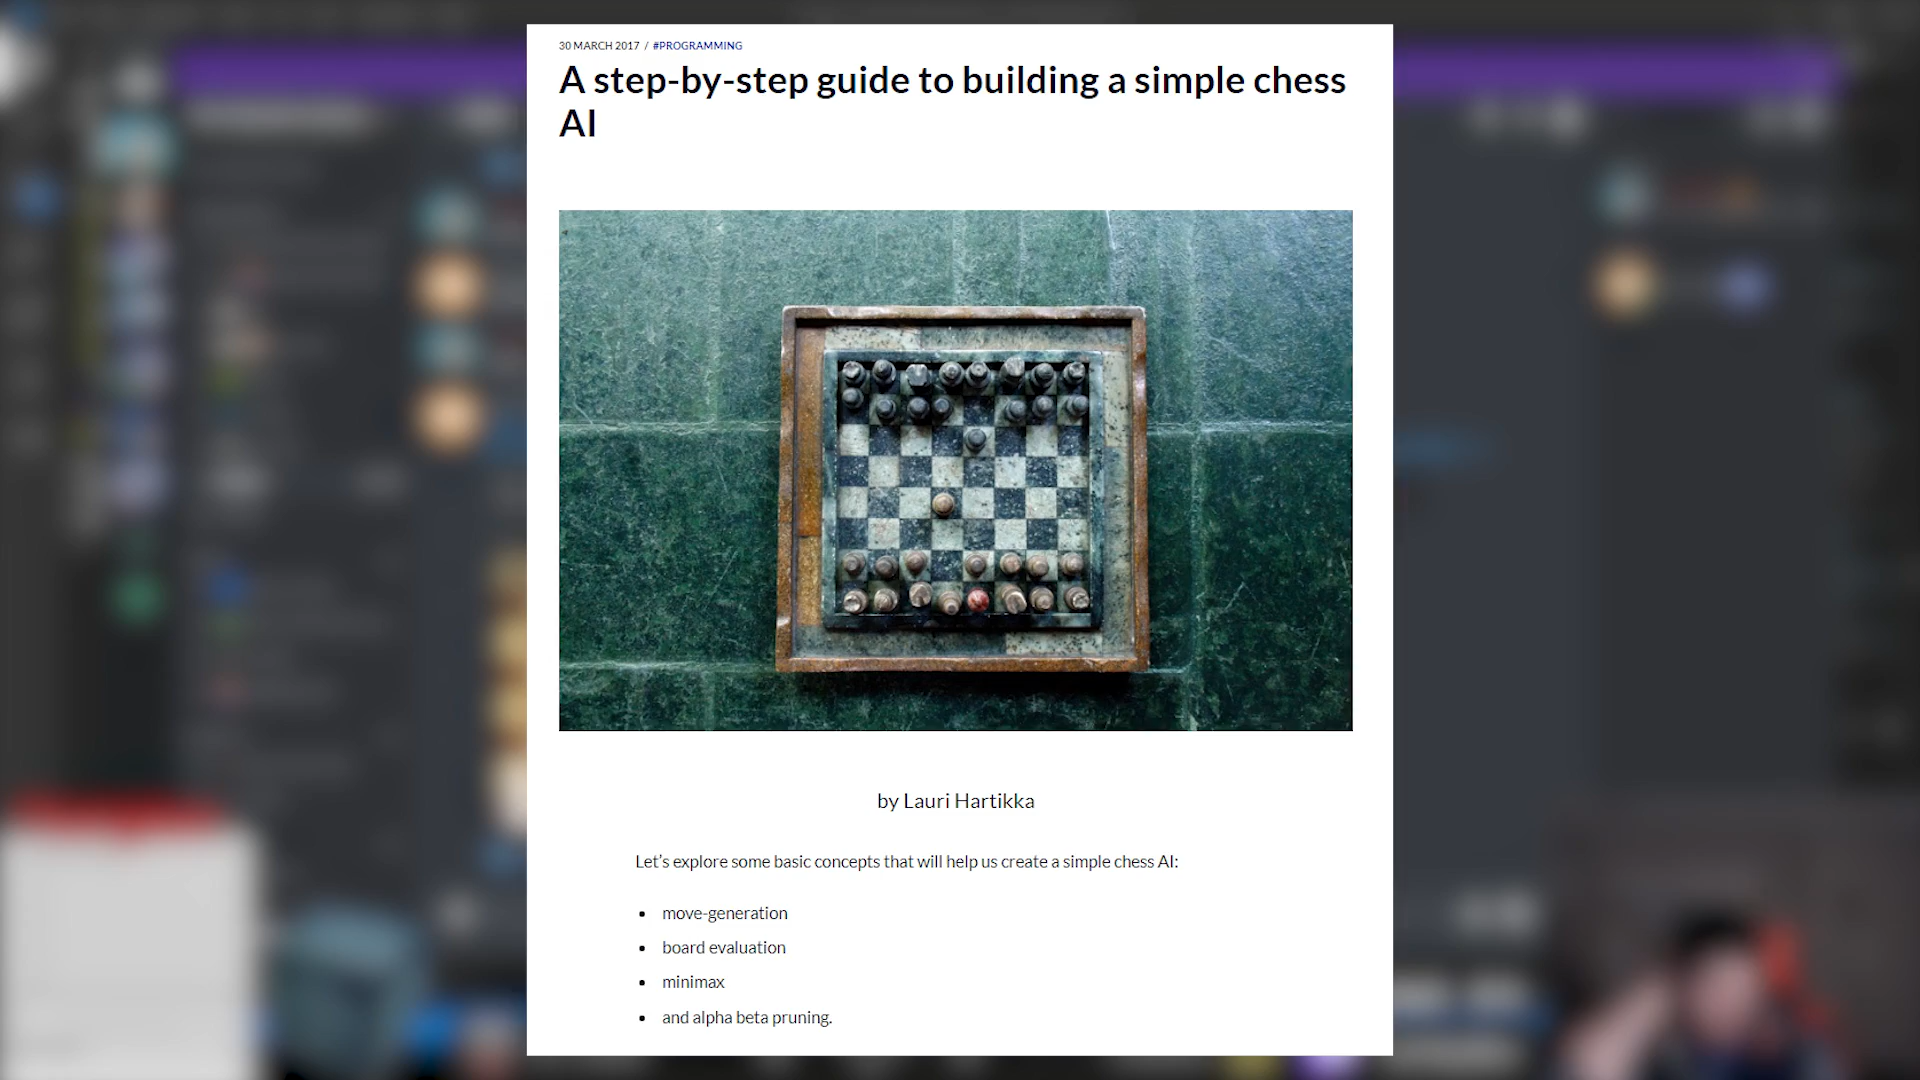 30 MARCH 2017 / #PROGRAMMING
A step-by-step guide to building a simple chess
AI
by Lauri Hartikka
Let's explore some basic concepts that will help us create a simple chess AI:
• move-generation
• board evaluation
• minimax
• and alpha beta pruning.